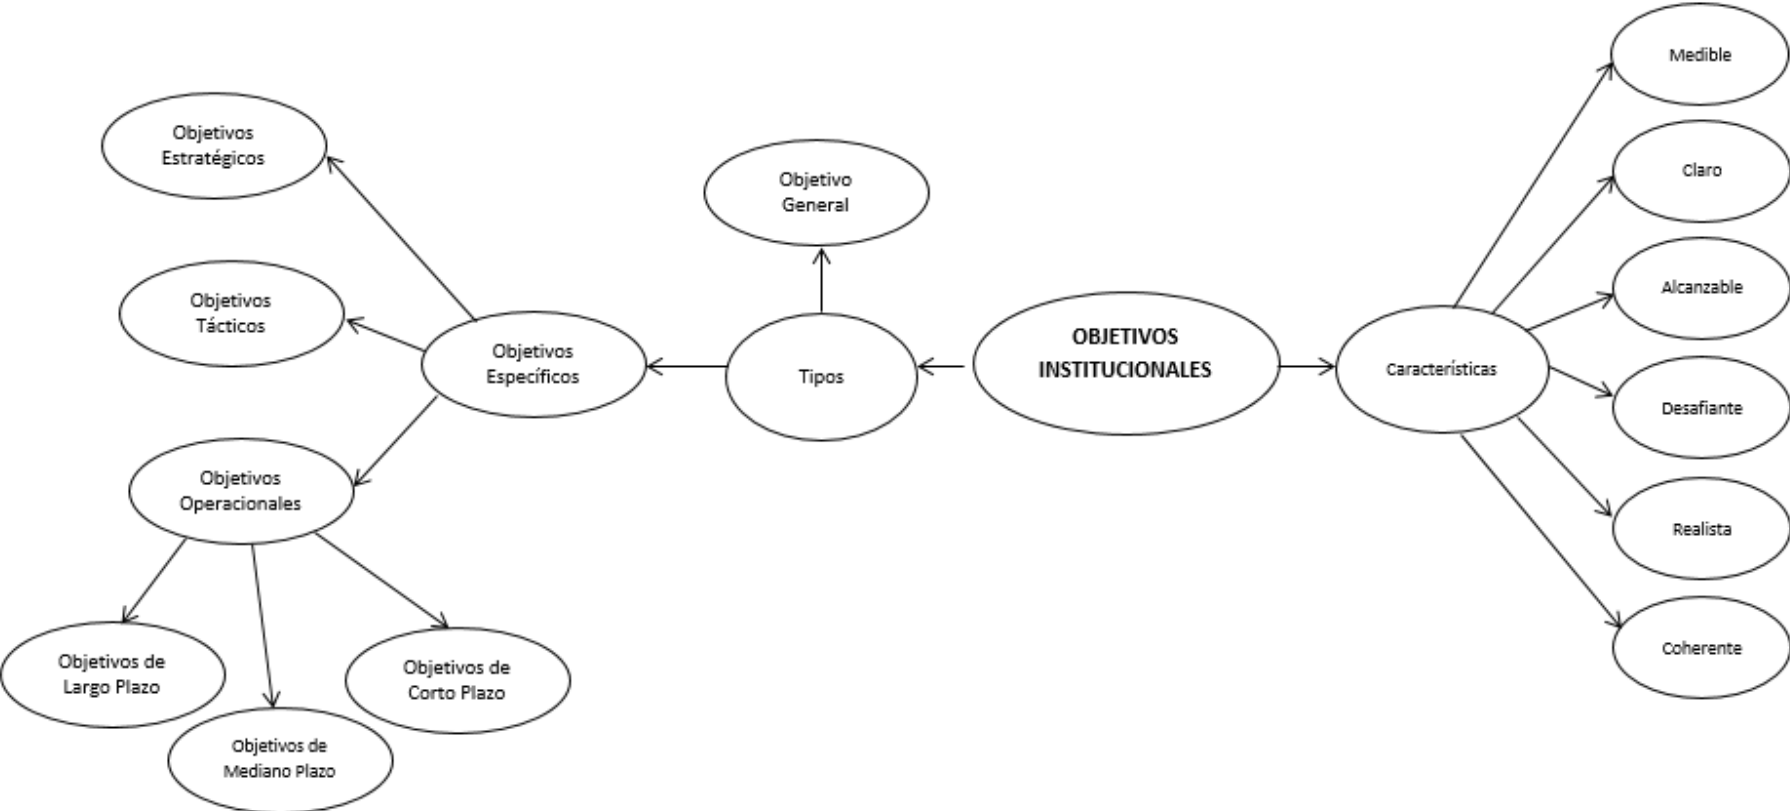 Medible
Objetivos
Estratégicos
Claro
Objetivo
General
Alcanzable
Objetivos
Tácticos
OBJETIVOS
INSTITUCIONALES
Objetivos
Específicos
Tipos
Características
Desafiante
Objetivos
Operacionales
Realista
Coherente
Objetivos de
Largo Plazo
Objetivos de
Corto Plazo
Objetivos de
Mediano Plazo